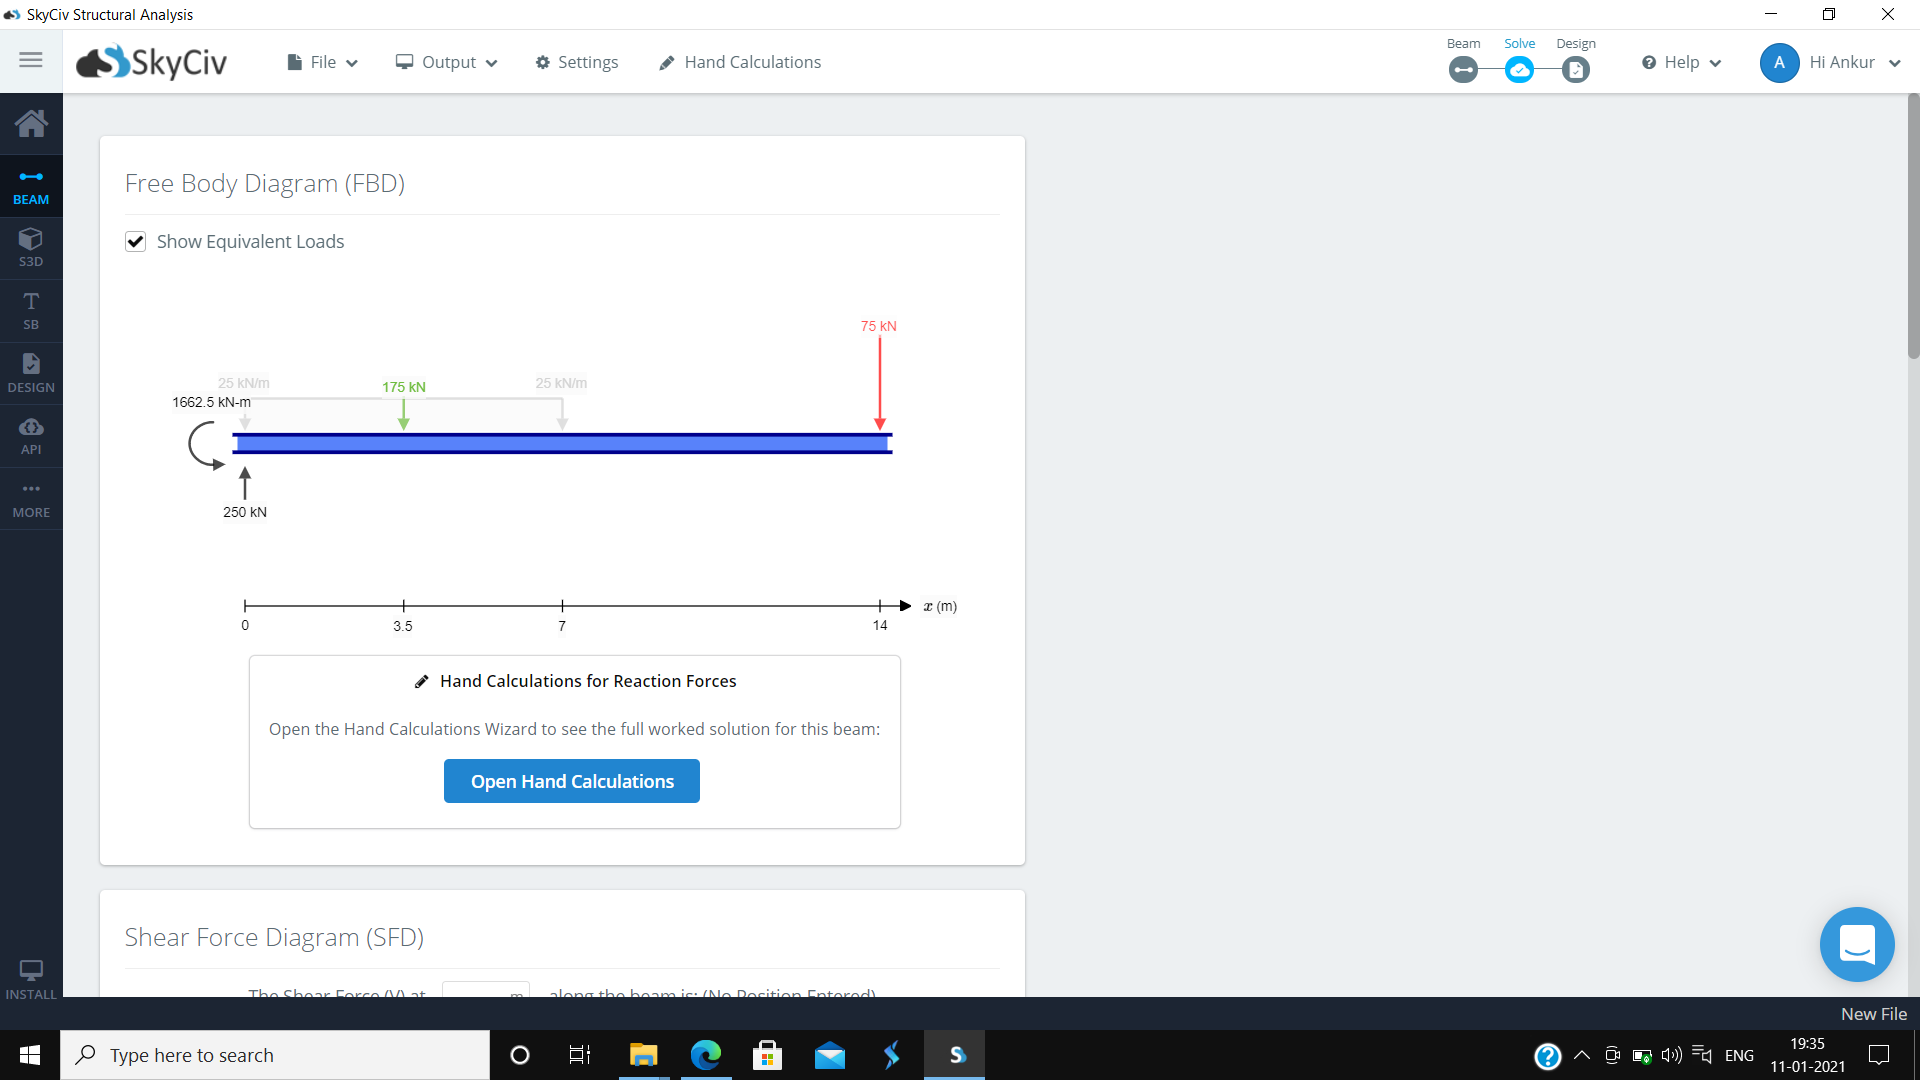 SkyCiv Structural Analysis
SkyCiv File Output Settings Hand Calculations Beam Solve Design Help A Hi Ankur
BEAM
S3D
T
SB
DESIGN
API
MORE
INSTALL
Free Body Diagram (FBD)
Show Equivalent Loads
75 kN
25 kN/m 175 kN 25 kN/m
1662.5 kN-m
250 kN
x (m)
0 3.5 7 14
Hand Calculations for Reaction Forces
Open the Hand Calculations Wizard to see the full worked solution for this beam:
Open Hand Calculations
Shear Force Diagram (SFD)
The Shear Force (V) at m along the beam is: (No Position Entered)
New File
Type here to search
ENG
19:35
11-01-2021